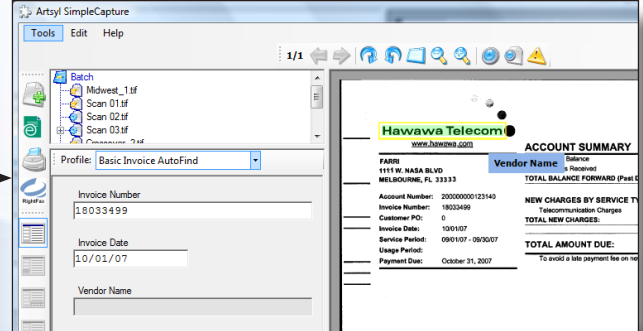 Artsyl SimpleCapture
Tools Edit Help
1/1
Batch
Midwest_1.tif
Scan 01.tif
Scan 02.tif
Scan 03.tif
Profile: Basic Invoice AutoFind
RightFax
Invoice Number
18033499
Invoice Date
10/01/07
Vendor Name
Hawawa Telecom
www.hawawa.com
Vendor Name
FARRI
1111 W. NASA BLVD
MELBOURNE, FL 33333
Account Number: 200000000123140
Invoice Number: 18033499
Customer PO: 0
Invoice Date: 10/01/07
Service Period: 09/01/07 - 09/30/07
Usage Period:
Payment Due: October 31, 2007
ACCOUNT SUMMARY
Balance
s Received
TOTAL BALANCE FORWARD (Past D
NEW CHARGES BY SERVICE TY
Telecommunication Charges
TOTAL NEW CHARGES:
TOTAL AMOUNT DUE:
To avoid a late payment fee on ne